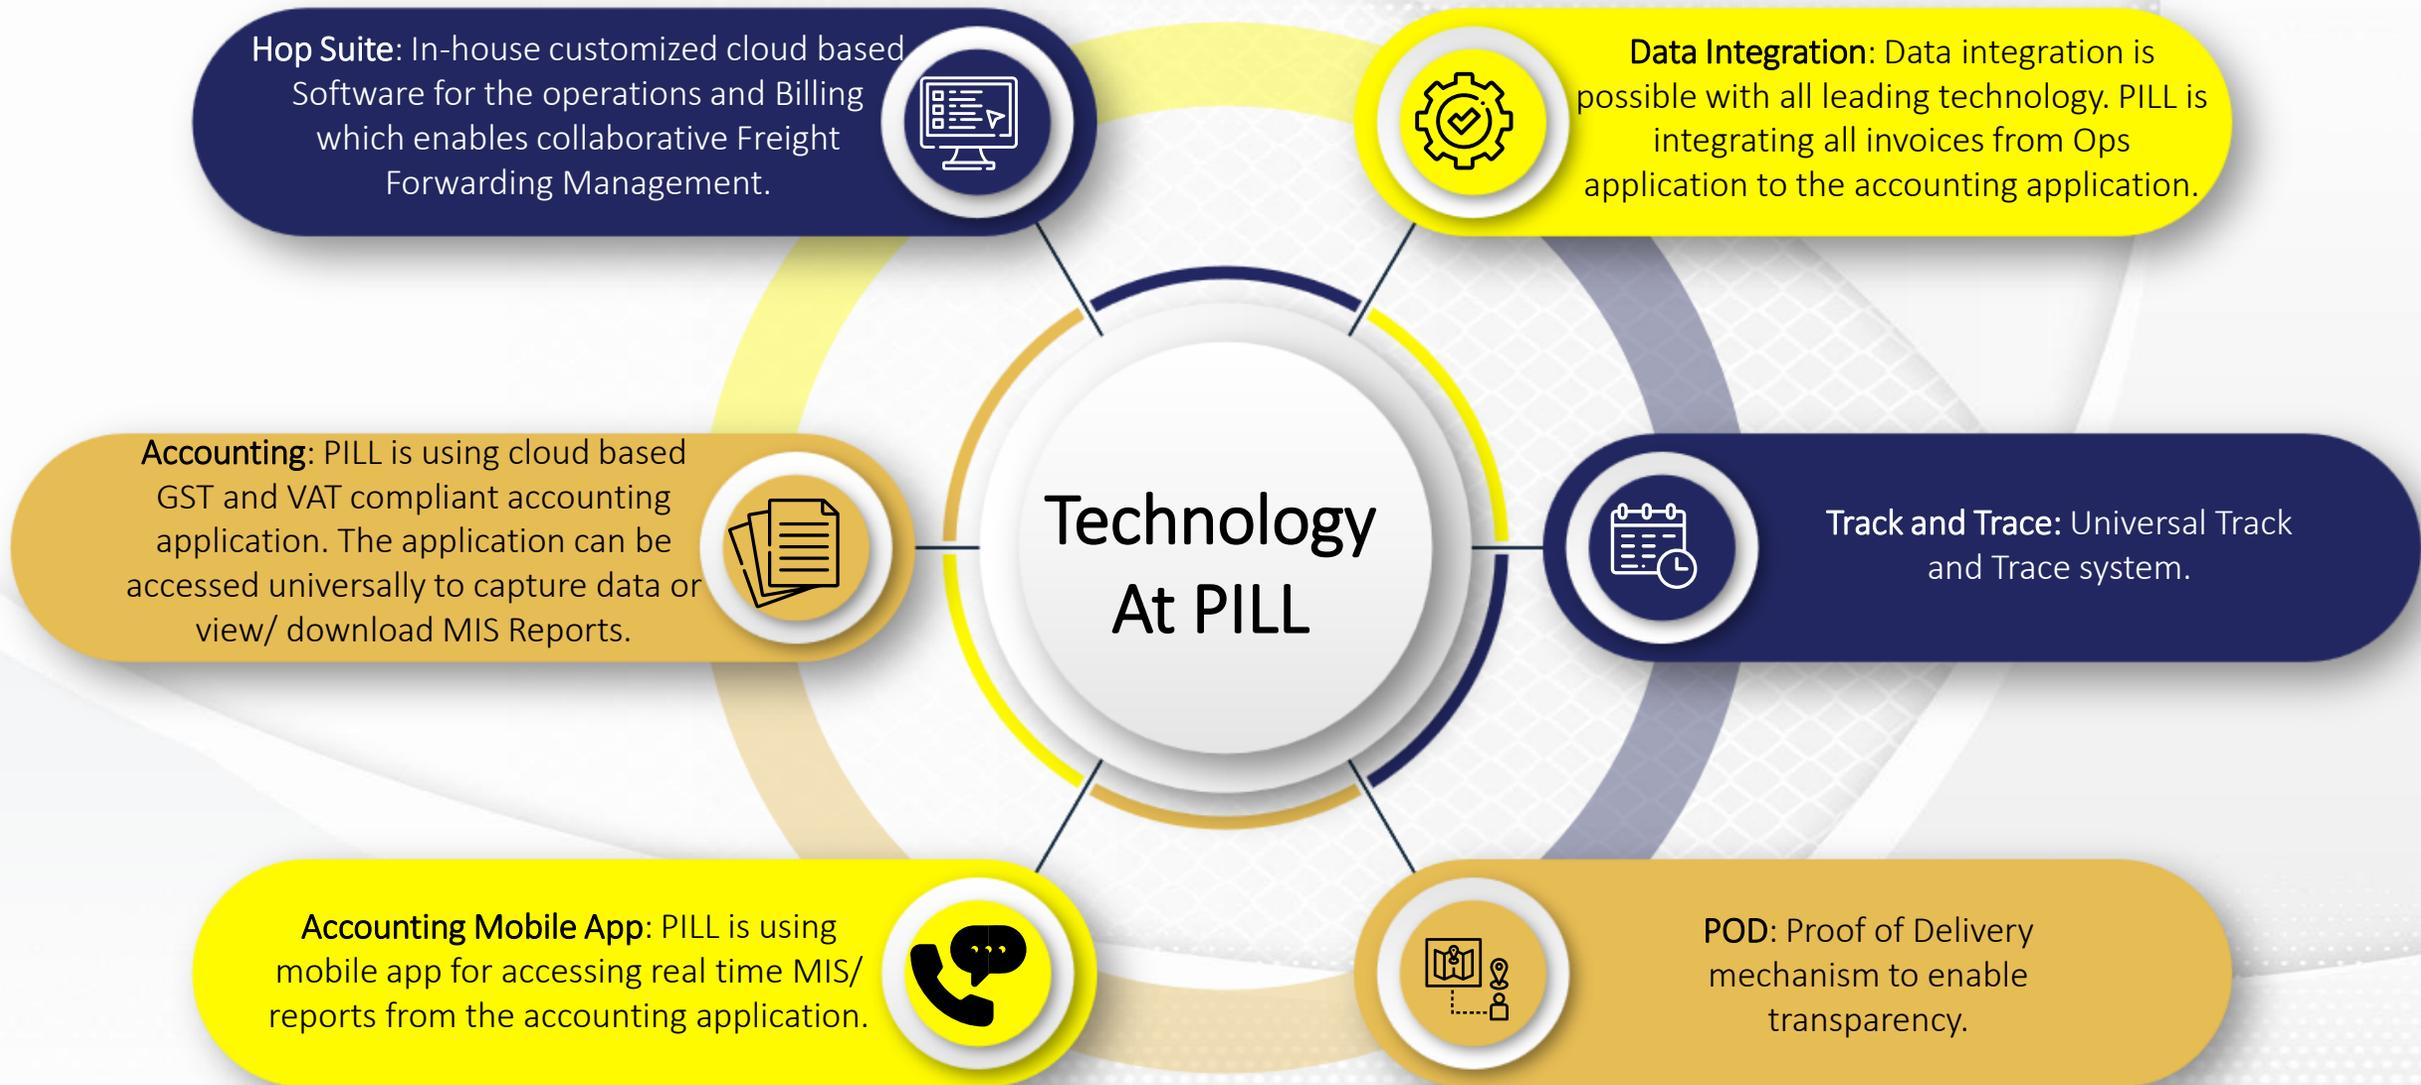 Hop Suite: In-house customized cloud based
Software for the operations and Billing
which enables collaborative Freight
Forwarding Management.
Data Integration: Data integration is
possible with all leading technology. PILL is
integrating all invoices from Ops
application to the accounting application.
Accounting: PILL is using cloud based
GST and VAT compliant accounting
application. The application can be
accessed universally to capture data or
view/ download MIS Reports.
Technology
At PILL
Track and Trace: Universal Track
and Trace system.
Accounting Mobile App: PILL is using
mobile app for accessing real time MIS/
reports from the accounting application.
POD: Proof of Delivery
mechanism to enable
transparency.